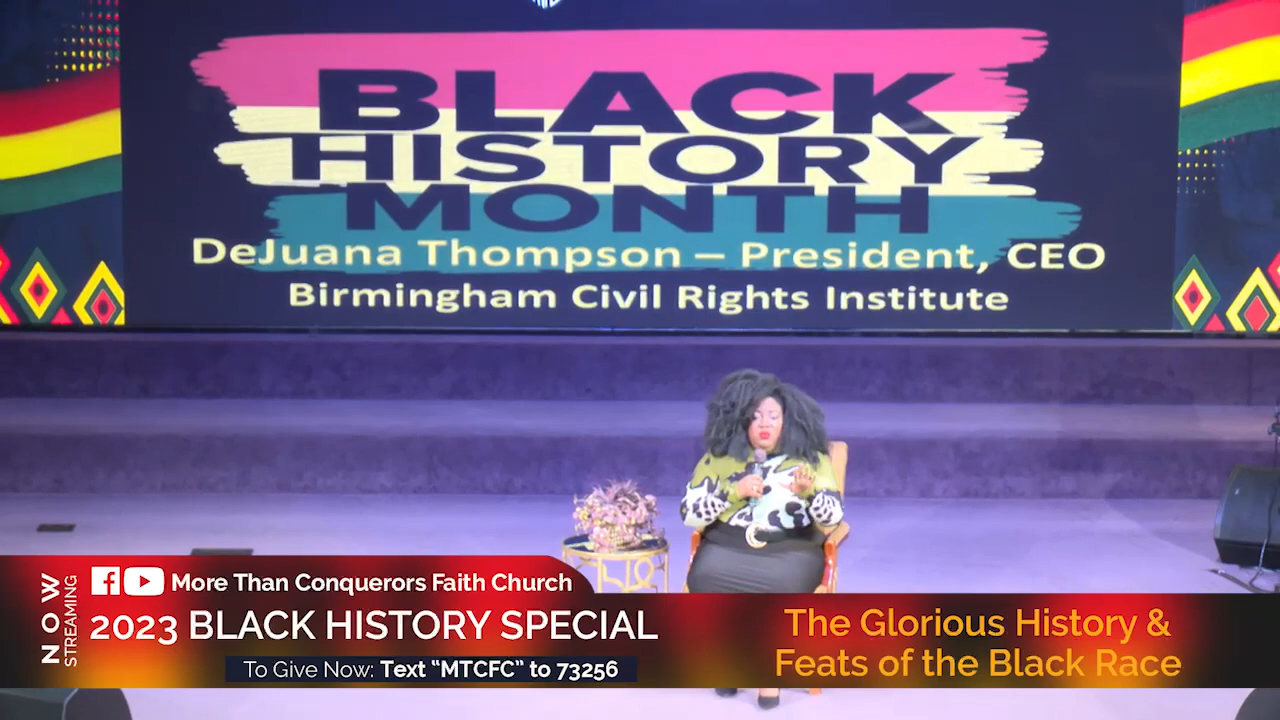 BLACK
HISTORY
MONTH
DeJuana Thompson – President, CEO
Birmingham Civil Rights Institute
NOW
STREAMING
More Than Conquerors Faith Church
2023 BLACK HISTORY SPECIAL
To Give Now: Text “MTCFC” to 73256
The Glorious History &
Feats of the Black Race